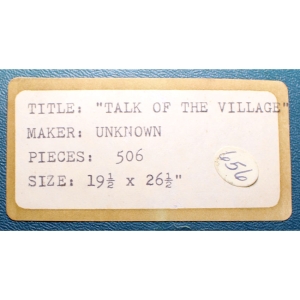 TITLE: "TALK OF THE VILLAGE"
MAKER: UNKNOWN
PIECES: 506
656
SIZE: 19½ x 26½"